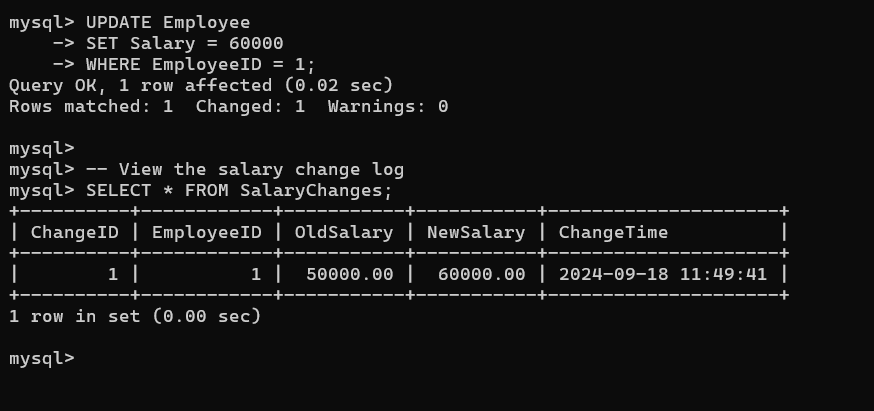 mysql> UPDATE Employee
    -> SET Salary = 60000
    -> WHERE EmployeeID = 1;
Query OK, 1 row affected (0.02 sec)
Rows matched: 1  Changed: 1  Warnings: 0

mysql>
mysql> -- View the salary change log
mysql> SELECT * FROM SalaryChanges;
+----------+------------+-----------+-----------+---------------------+
| ChangeID | EmployeeID | OldSalary | NewSalary | ChangeTime          |
+----------+------------+-----------+-----------+---------------------+
|        1 |          1 |  50000.00 |  60000.00 | 2024-09-18 11:49:41 |
+----------+------------+-----------+-----------+---------------------+
1 row in set (0.00 sec)

mysql>